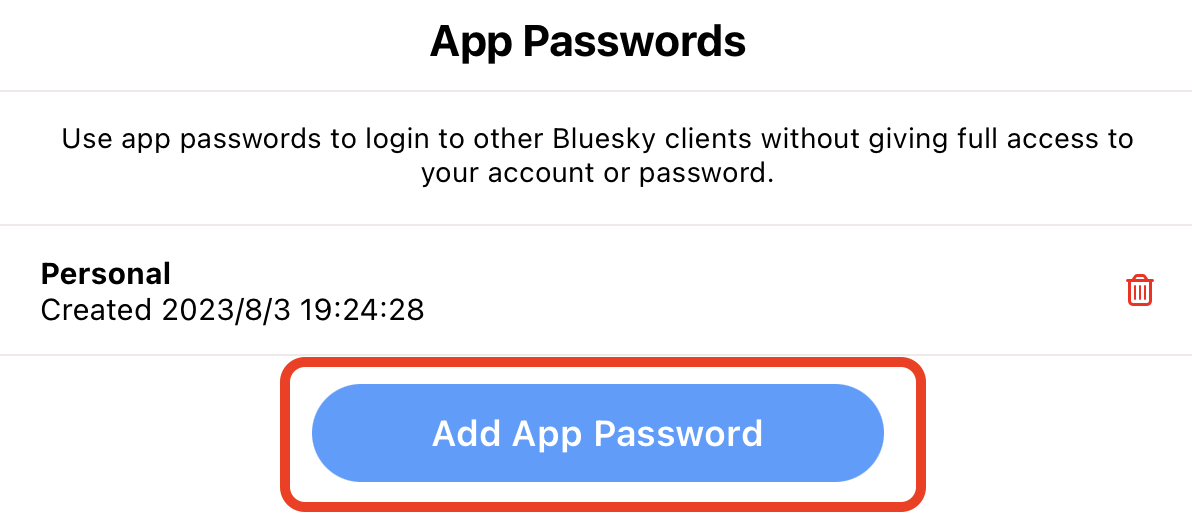 App Passwords
Use app passwords to login to other Bluesky clients without giving full access to
your account or password.
Personal
Created 2023/8/3 19:24:28
Add App Password